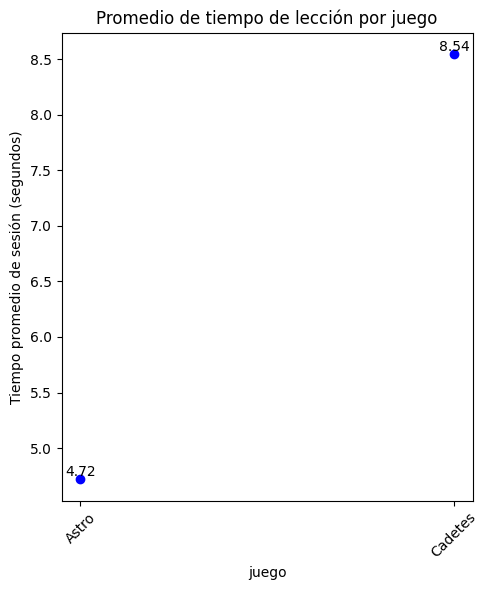 Promedio de tiempo de lección por juego
8.54
8.5
8.0
7.5
7.0
6.5
6.0
5.5
5.0
Tiempo promedio de sesión (segundos)
4.72
Astro
Cadetes
juego